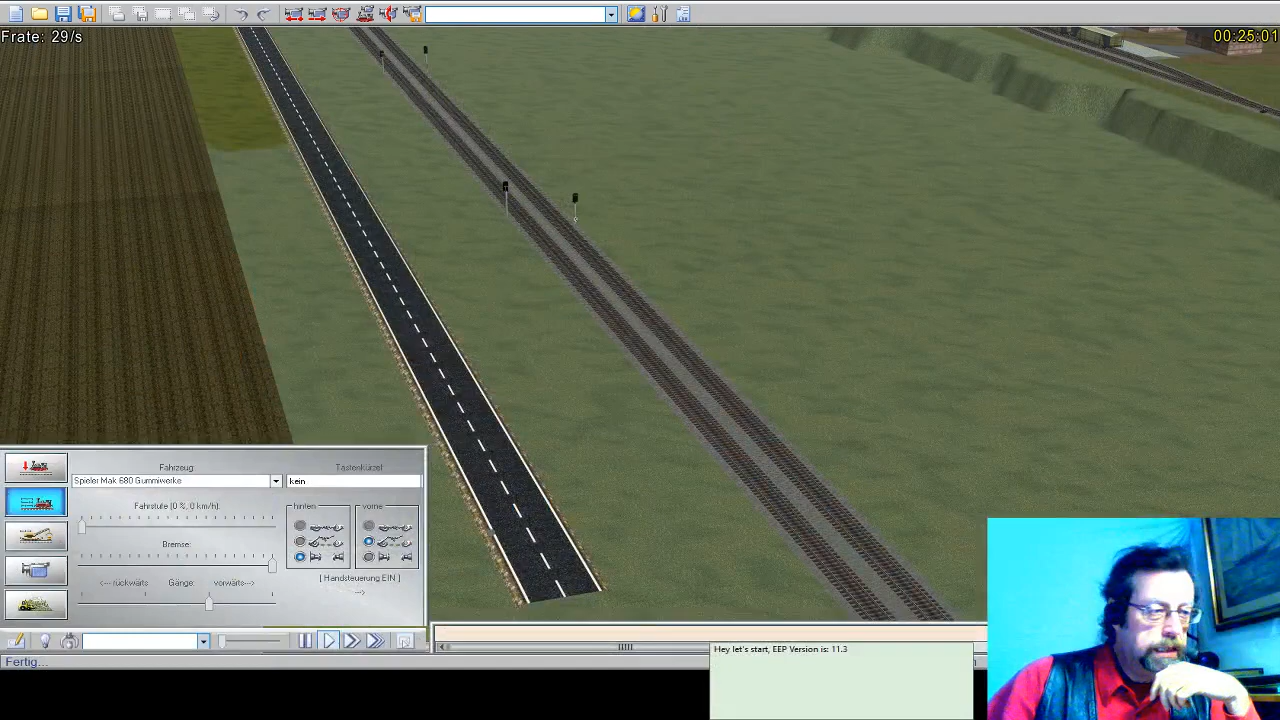 Frate: 29/s
00:25:01
Fahrzeug:
Tastenkürzel
Spieler Mak 680 Gummiwerke
kein
Fahrstufe (0 %, 0 km/h):
hinten
vorne
Bremse:
<--- rückwärts
Gänge:
vorwärts--->
[ Handsteuerung EIN ]
Fertig...
Hey let's start, EEP Version is: 11.3